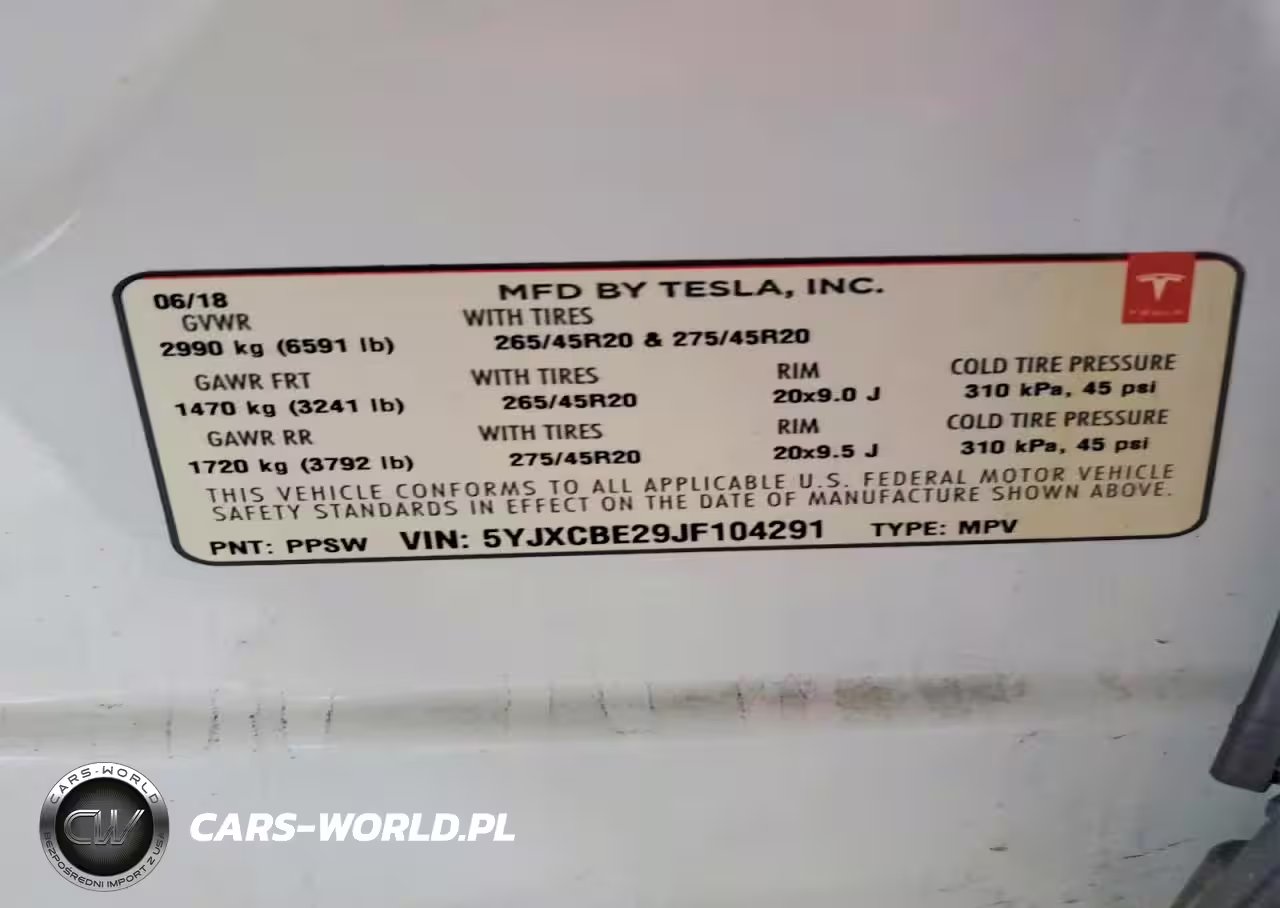 06/18 MFD BY TESLA, INC.
GVWR WITH TIRES
2990 kg (6591 lb) 265/45R20 & 275/45R20
GAWR FRT WITH TIRES RIM COLD TIRE PRESSURE
1470 kg (3241 lb) 265/45R20 20x9.0 J 310 kPa, 45 psi
GAWR RR WITH TIRES RIM COLD TIRE PRESSURE
1720 kg (3792 lb) 275/45R20 20x9.5 J 310 kPa, 45 psi
THIS VEHICLE CONFORMS TO ALL APPLICABLE U.S. FEDERAL MOTOR VEHICLE
SAFETY STANDARDS IN EFFECT ON THE DATE OF MANUFACTURE SHOWN ABOVE.
PNT: PPSW VIN: 5YJXCBE29JF104291 TYPE: MPV
TESLA
CARS-WORLD
CW
BEZPOŚREDNI IMPORT Z USA
CARS-WORLD.PL